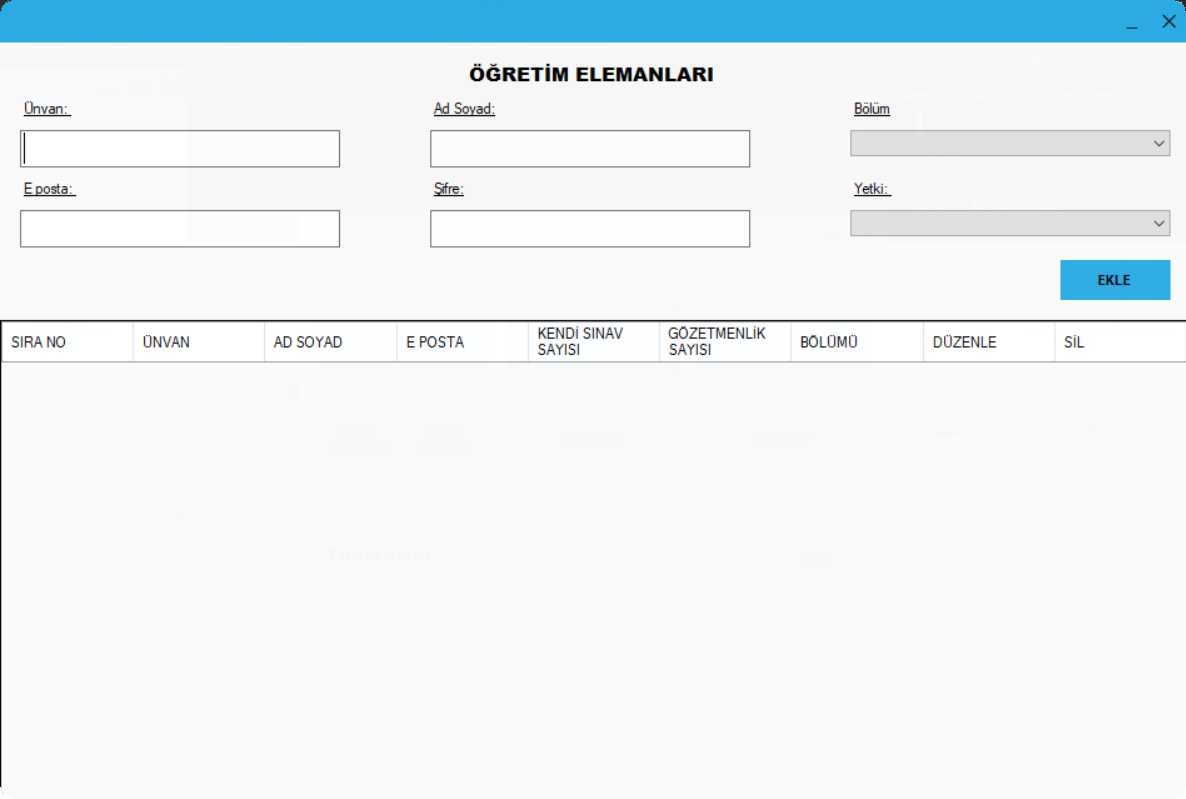 ÖĞRETİM ELEMANLARI
Ünvan:
Ad Soyad:
Bölüm
E posta:
Şifre:
Yetki:
EKLE
SIRA NO
ÜNVAN
AD SOYAD
E POSTA
KENDİ SINAV
SAYISI
GÖZETMENLİK
SAYISI
BÖLÜMÜ
DÜZENLE
SİL
Yükleniyor...